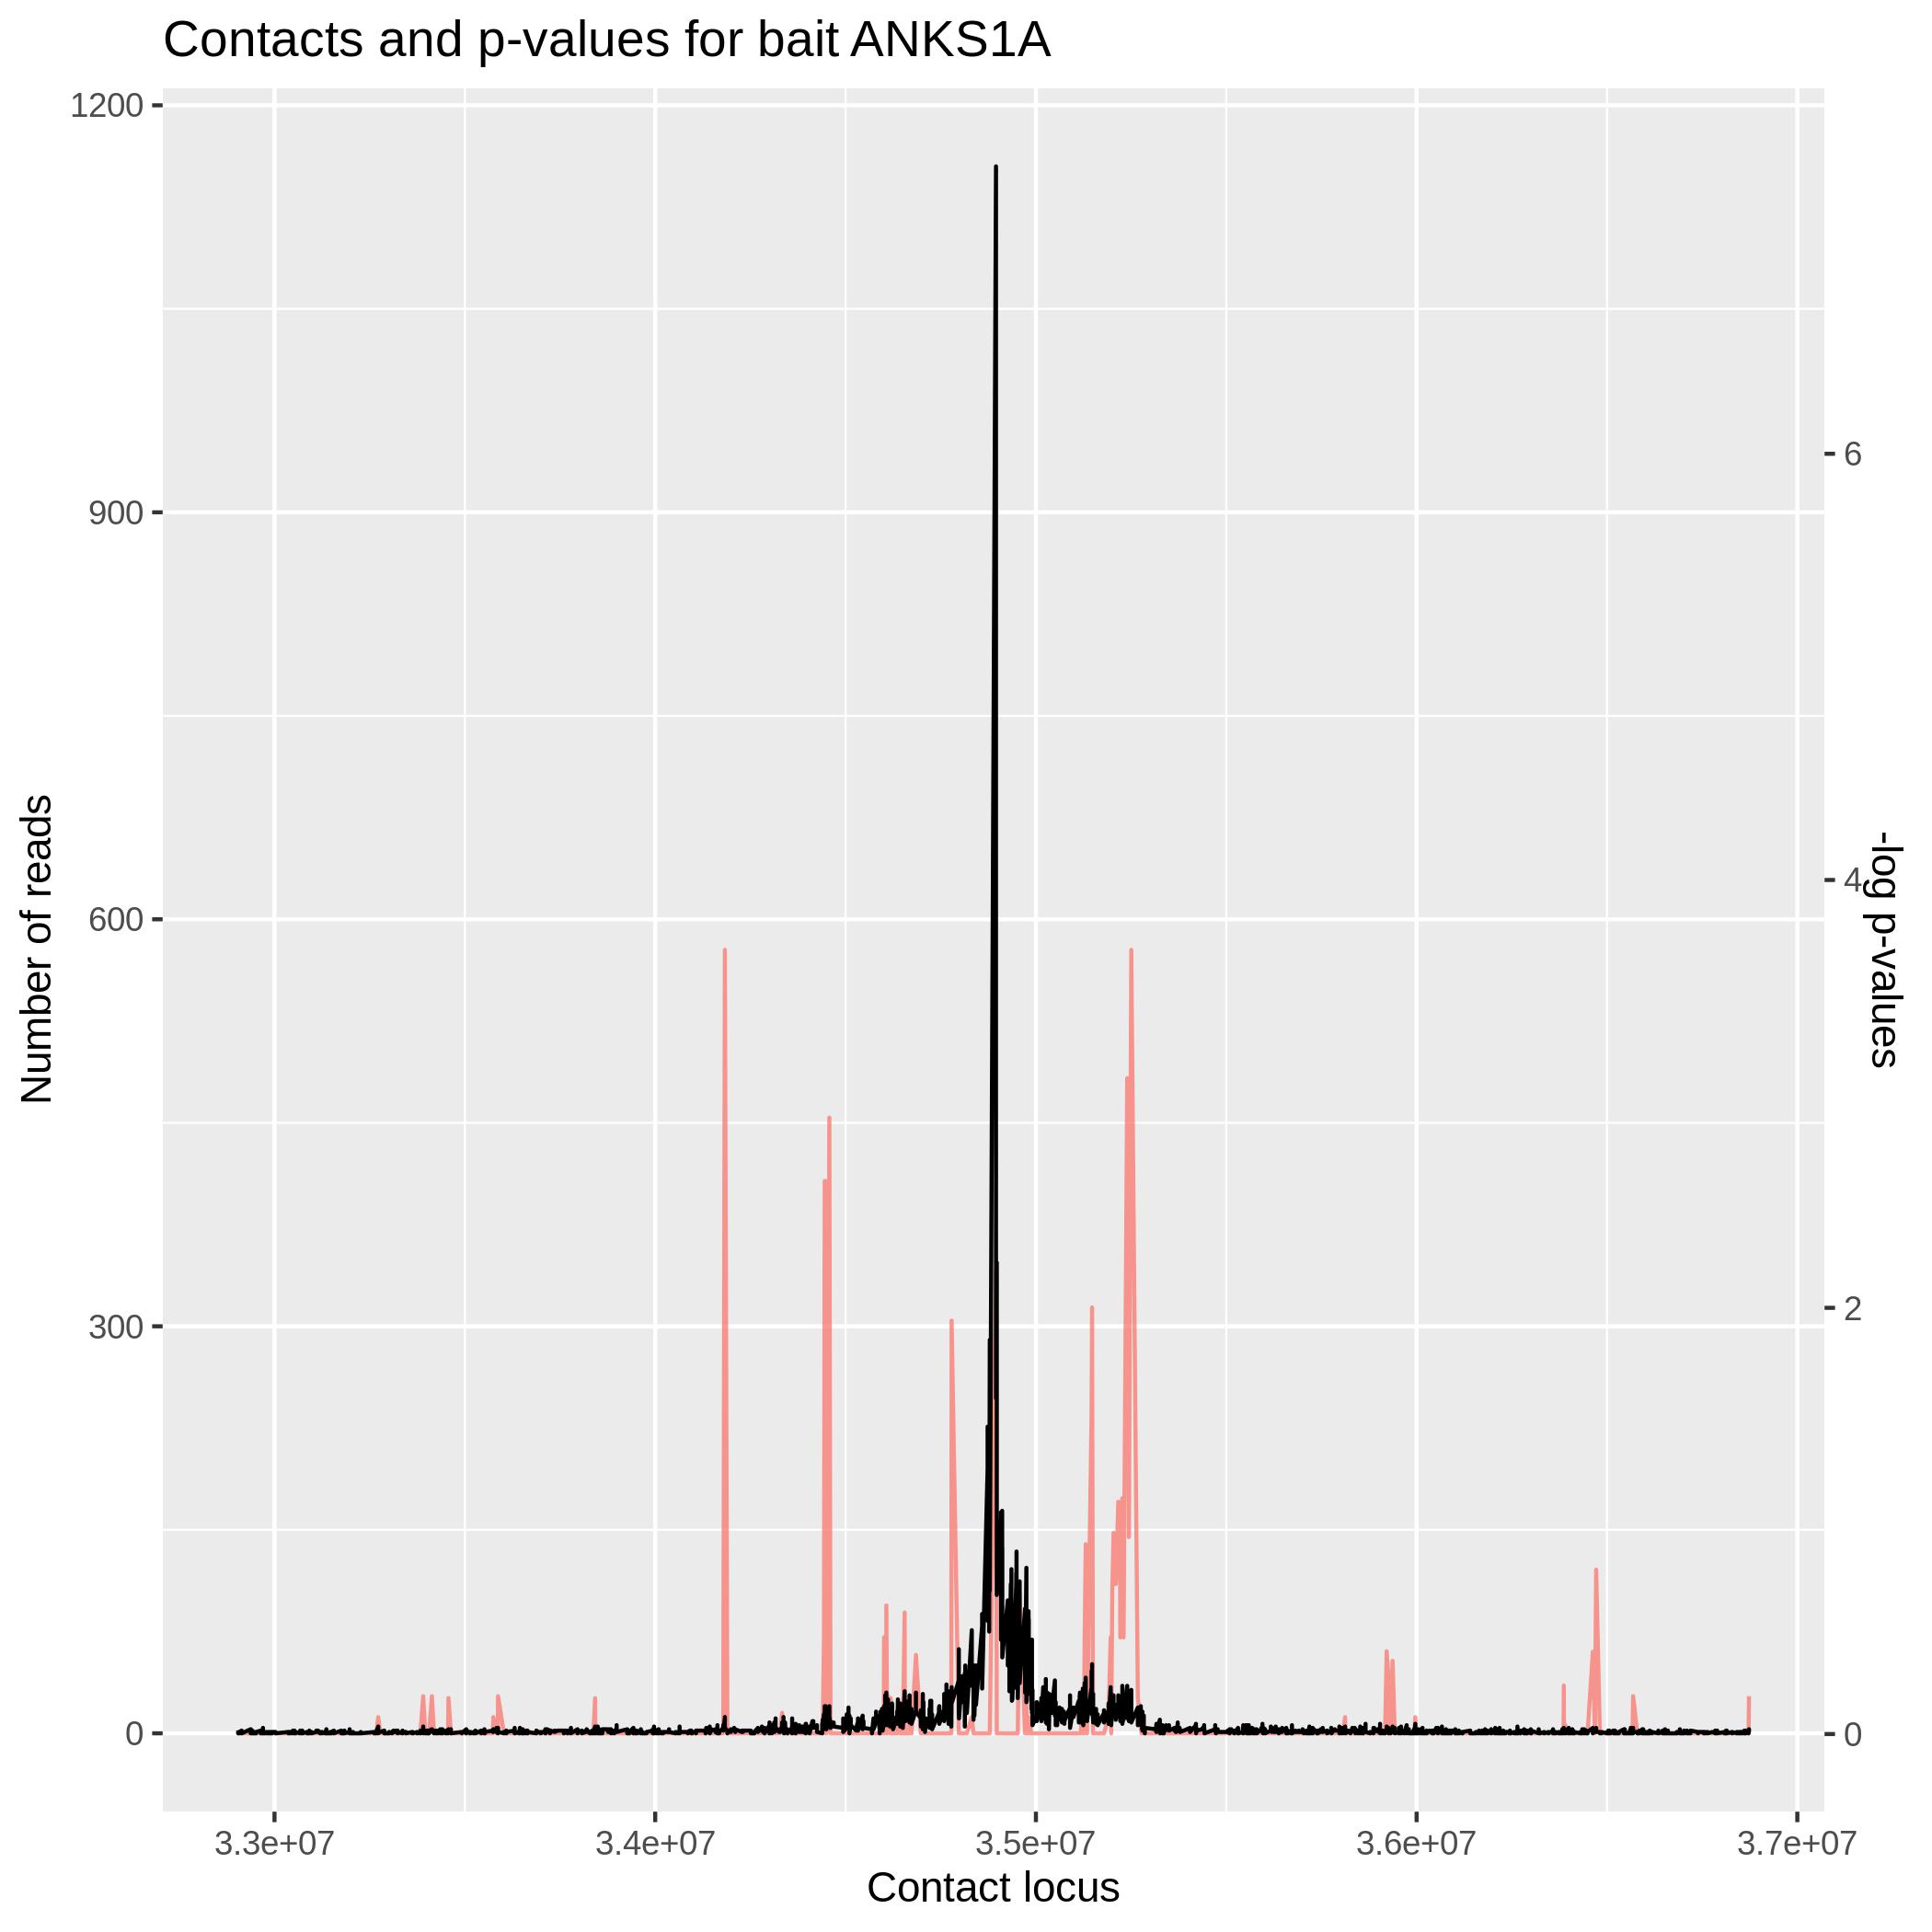 Contacts and p-values for bait ANKS1A
1200
900
600
300
0
Number of reads
6
4
2
0
-log p-values
3.3e+07
3.4e+07
3.5e+07
3.6e+07
3.7e+07
Contact locus